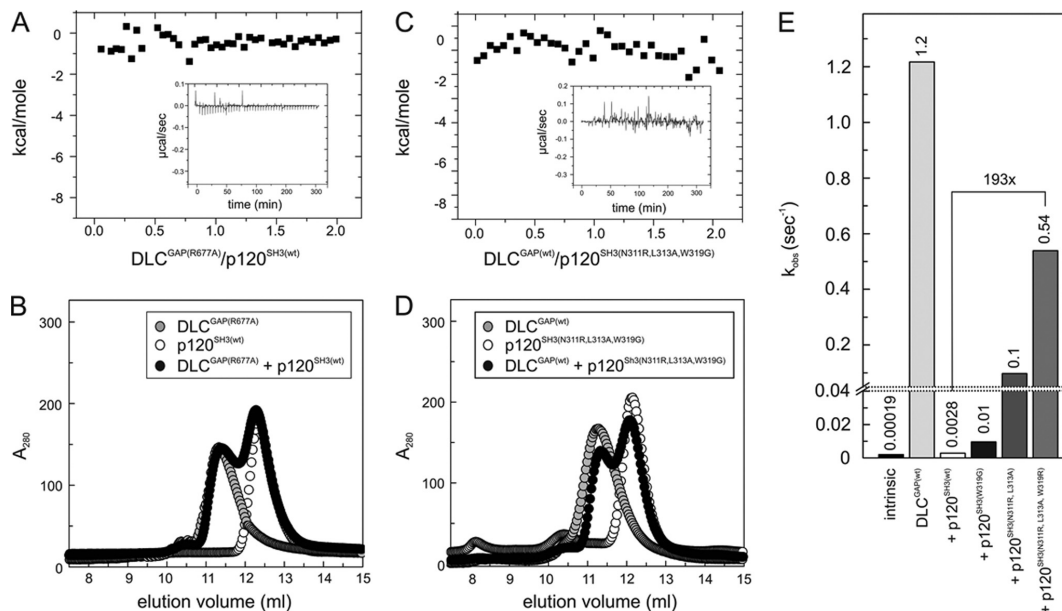 A
kcal/mole
0
-2
-4
-6
-8
0.1
0.0
-0.1
-0.2
-0.3
µcal/sec
0 100 200 300
time (min)
0.0 0.5 1.0 1.5 2.0
DLC^GAP(R677A)/p120^SH3(wt)
C
kcal/mole
0
-2
-4
-6
-8
0.1
0.0
-0.1
-0.2
-0.3
µcal/sec
0 100 200 300
time (min)
0.0 0.5 1.0 1.5 2.0
DLC^GAP(wt)/p120^SH3(N311R,L313A,W319G)
B
A280
300
200
100
50
0
DLC^GAP(R677A)
p120^SH3(wt)
DLC^GAP(R677A) + p120^SH3(wt)
8 9 10 11 12 13 14 15
elution volume (ml)
D
A280
300
200
100
50
0
DLC^GAP(wt)
p120^SH3(N311R,L313A,W319G)
DLC^GAP(wt) + p120^Sh3(N311R,L313A,W319G)
8 9 10 11 12 13 14 15
elution volume (ml)
E
kobs (sec-1)
1.2
1.0
0.8
0.6
0.4
0.2
0.04
0.02
0
0.00019
1.2
0.0028
0.01
0.1
0.54
193x
intrinsic
DLC^GAP(wt)
+ p120^SH3(wt)
+ p120^SH3(W319G)
+ p120^SH3(N311R, L313A)
+ p120^SH3(N311R, L313A, W319R)